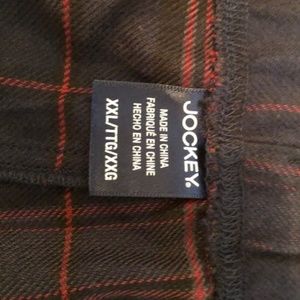 JOCKEY.
MADE IN CHINA
FABRIQUÉ EN CHINE
HECHO EN CHINA
XXL/TTG/XXG